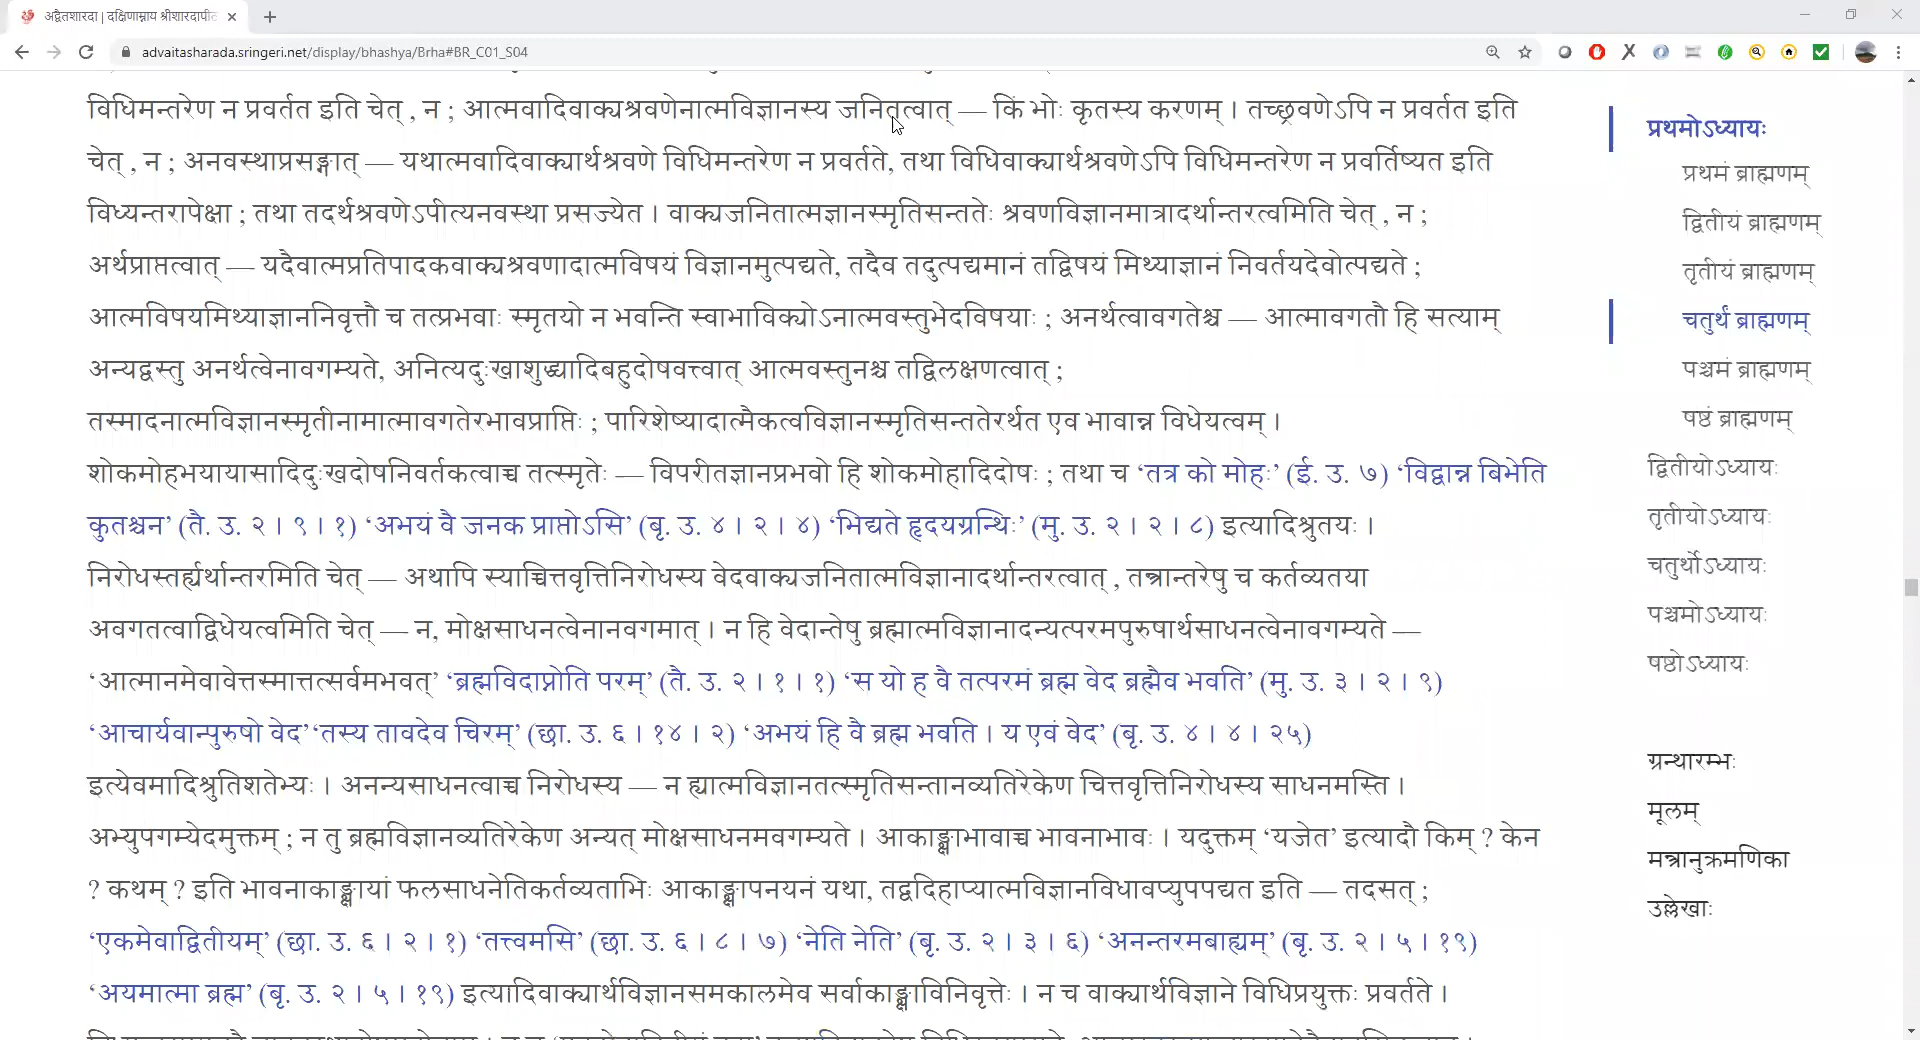 अद्वैतशारदा | दक्षिणाम्नाय श्रीशारदापी
advaitasharada.sringeri.net/display/bhashya/Brha#BR_C01_S04
विधिमन्तरेण न प्रवर्तत इति चेत् , न ; आत्मवादिवाक्यश्रवणेनात्मविज्ञानस्य जनितत्वात् — किं भोः कृतस्य करणम् । तच्छ्रवणेऽपि न प्रवर्तत इति
चेत् , न ; अनवस्थाप्रसङ्गात् — यथात्मवादिवाक्यार्थश्रवणे विधिमन्तरेण न प्रवर्तते, तथा विधिवाक्यार्थश्रवणेऽपि विधिमन्तरेण न प्रवर्तिष्यत इति
विध्यन्तरापेक्षा ; तथा तदर्थश्रवणेऽपीत्यनवस्था प्रसज्येत । वाक्यजनितात्मज्ञानस्मृतिसन्ततेः श्रवणविज्ञानमात्रादर्थान्तरत्वमिति चेत् , न ;
अर्थप्राप्तत्वात् — यदैवात्मप्रतिपादकवाक्यश्रवणादात्मविषयं विज्ञानमुत्पद्यते, तदैव तदुत्पद्यमानं तद्विषयं मिथ्याज्ञानं निवर्तयदेवोत्पद्यते ;
आत्मविषयमिथ्याज्ञाननिवृत्तौ च तत्प्रभवाः स्मृतयो न भवन्ति स्वाभाविक्योऽनात्मवस्तुभेदविषयाः ; अनर्थत्वावगतेश्च — आत्मावगतौ हि सत्याम्
अन्यद्वस्तु अनर्थत्वेनावगम्यते, अनित्यदुःखाशुद्ध्यादिबहुदोषवत्त्वात् आत्मवस्तुनश्च तद्विलक्षणत्वात् ;
तस्मादनात्मविज्ञानस्मृतीनामात्मावगतेरभावप्राप्तिः ; पारिशेष्यादात्मैकत्वविज्ञानस्मृतिसन्ततेरर्थत एव भावान्न विधेयत्वम् ।
शोकमोहभयायासादिदुःखदोषनिवर्तकत्वाच्च तत्स्मृतेः — विपरीतज्ञानप्रभवो हि शोकमोहादिदोषः ; तथा च ‘तत्र को मोहः’ (ई. उ. ७) ‘विद्वान्न बिभेति
कुतश्चन’ (तै. उ. २ । ९ । १) ‘अभयं वै जनक प्राप्तोऽसि’ (बृ. उ. ४ । २ । ४) ‘भिद्यते हृदयग्रन्थिः’ (मु. उ. २ । २ । ८) इत्यादिश्रुतयः ।
निरोधस्तर्ह्यर्थान्तरमिति चेत् — अथापि स्याच्चित्तवृत्तिनिरोधस्य वेदवाक्यजनितात्मविज्ञानादर्थान्तरत्वात् , तन्त्रान्तरेषु च कर्तव्यतया
अवगतत्वाद्विधेयत्वमिति चेत् — न, मोक्षसाधनत्वेनानवगमात् । न हि वेदान्तेषु ब्रह्मात्मविज्ञानादन्यत्परमपुरुषार्थसाधनत्वेनावगम्यते —
‘आत्मानमेवावेत्तस्मात्तत्सर्वमभवत्’ ‘ब्रह्मविदाप्नोति परम्’ (तै. उ. २ । १ । १) ‘स यो ह वै तत्परमं ब्रह्म वेद ब्रह्मैव भवति’ (मु. उ. ३ । २ । ९)
‘आचार्यवान्पुरुषो वेद’ ‘तस्य तावदेव चिरम्’ (छा. उ. ६ । १४ । २) ‘अभयं हि वै ब्रह्म भवति । य एवं वेद’ (बृ. उ. ४ । ४ । २५)
इत्येवमादिश्रुतिशतेभ्यः । अनन्यसाधनत्वाच्च निरोधस्य — न ह्यात्मविज्ञानतत्स्मृतिसन्तानव्यतिरेकेण चित्तवृत्तिनिरोधस्य साधनमस्ति ।
अभ्युपगम्येदमुक्तम् ; न तु ब्रह्मविज्ञानव्यतिरेकेण अन्यत् मोक्षसाधनमवगम्यते । आकाङ्क्षाभावाच्च भावनाभावः । यदुक्तम् ‘यजेत’ इत्यादौ किम् ? केन
? कथम् ? इति भावनाकाङ्क्षायां फलसाधनेतिकर्तव्यताभिः आकाङ्क्षापनयनं यथा, तद्वदिहाप्यात्मविज्ञानविधावप्युपपद्यत इति — तदसत् ;
‘एकमेवाद्वितीयम्’ (छा. उ. ६ । २ । १) ‘तत्त्वमसि’ (छा. उ. ६ । ८ । ७) ‘नेति नेति’ (बृ. उ. २ । ३ । ६) ‘अनन्तरमबाह्यम्’ (बृ. उ. २ । ५ । १९)
‘अयमात्मा ब्रह्म’ (बृ. उ. २ । ५ । १९) इत्यादिवाक्यार्थविज्ञानसमकालमेव सर्वाकाङ्क्षाविनिवृत्तेः । न च वाक्यार्थविज्ञाने विधिप्रयुक्तः प्रवर्तते ।
प्रथमोऽध्यायः
प्रथमं ब्राह्मणम्
द्वितीयं ब्राह्मणम्
तृतीयं ब्राह्मणम्
चतुर्थं ब्राह्मणम्
पञ्चमं ब्राह्मणम्
षष्ठं ब्राह्मणम्
द्वितीयोऽध्यायः
तृतीयोऽध्यायः
चतुर्थोऽध्यायः
पञ्चमोऽध्यायः
षष्ठोऽध्यायः
ग्रन्थारम्भः
मूलम्
मन्त्रानुक्रमणिका
उल्लेखाः